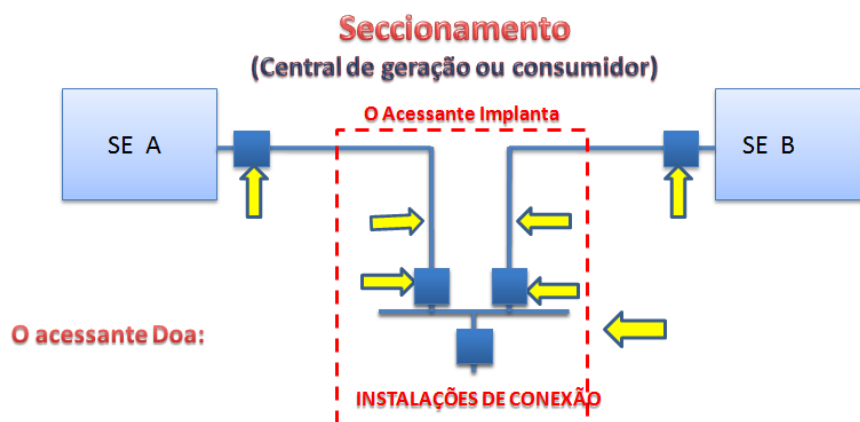 Seccionamento
(Central de geração ou consumidor)
O Acessante Implanta
SE A
SE B
O acessante Doa:
INSTALAÇÕES DE CONEXÃO